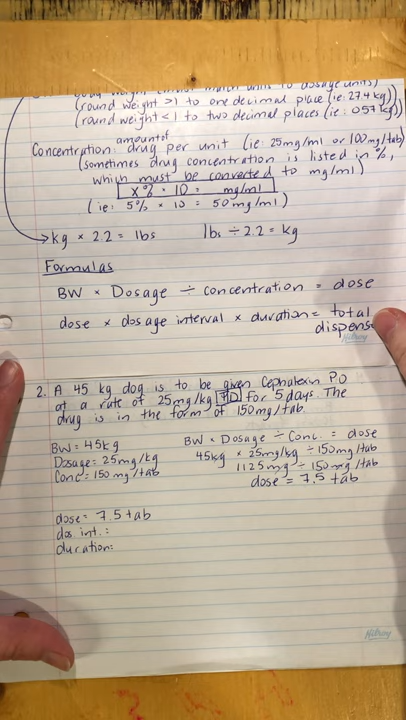 (round weight >1 to one decimal place (ie: 27.4 kg))
(round weight <1 to two decimal places (ie: 0.57 kg))
amount of
Concentration: drug per unit (ie: 25mg/ml or 100mg/tab)
(sometimes drug concentration is listed in %,
which must be converted to mg/ml)
X% × 10 = mg/ml
(ie: 5% × 10 = 50mg/ml)
kg × 2.2 = lbs lbs ÷ 2.2 = kg
Formulas
BW × Dosage ÷ concentration = dose
dose × dosage interval × duration = total
dispense
Hilroy
2. A 45 kg dog is to be given Cephalexin PO
at a rate of 25mg/kg for 5 days. The
drug is in the form of 150mg/tab.
BW = 45kg
Dosage = 25mg/kg
Conc = 150mg/tab
BW × Dosage ÷ Conc. = dose
45kg × 25mg/kg ÷ 150mg/tab
1125mg ÷ 150mg/tab
dose = 7.5 tab
dose = 7.5 tab
dos int.:
duration:
Hilroy